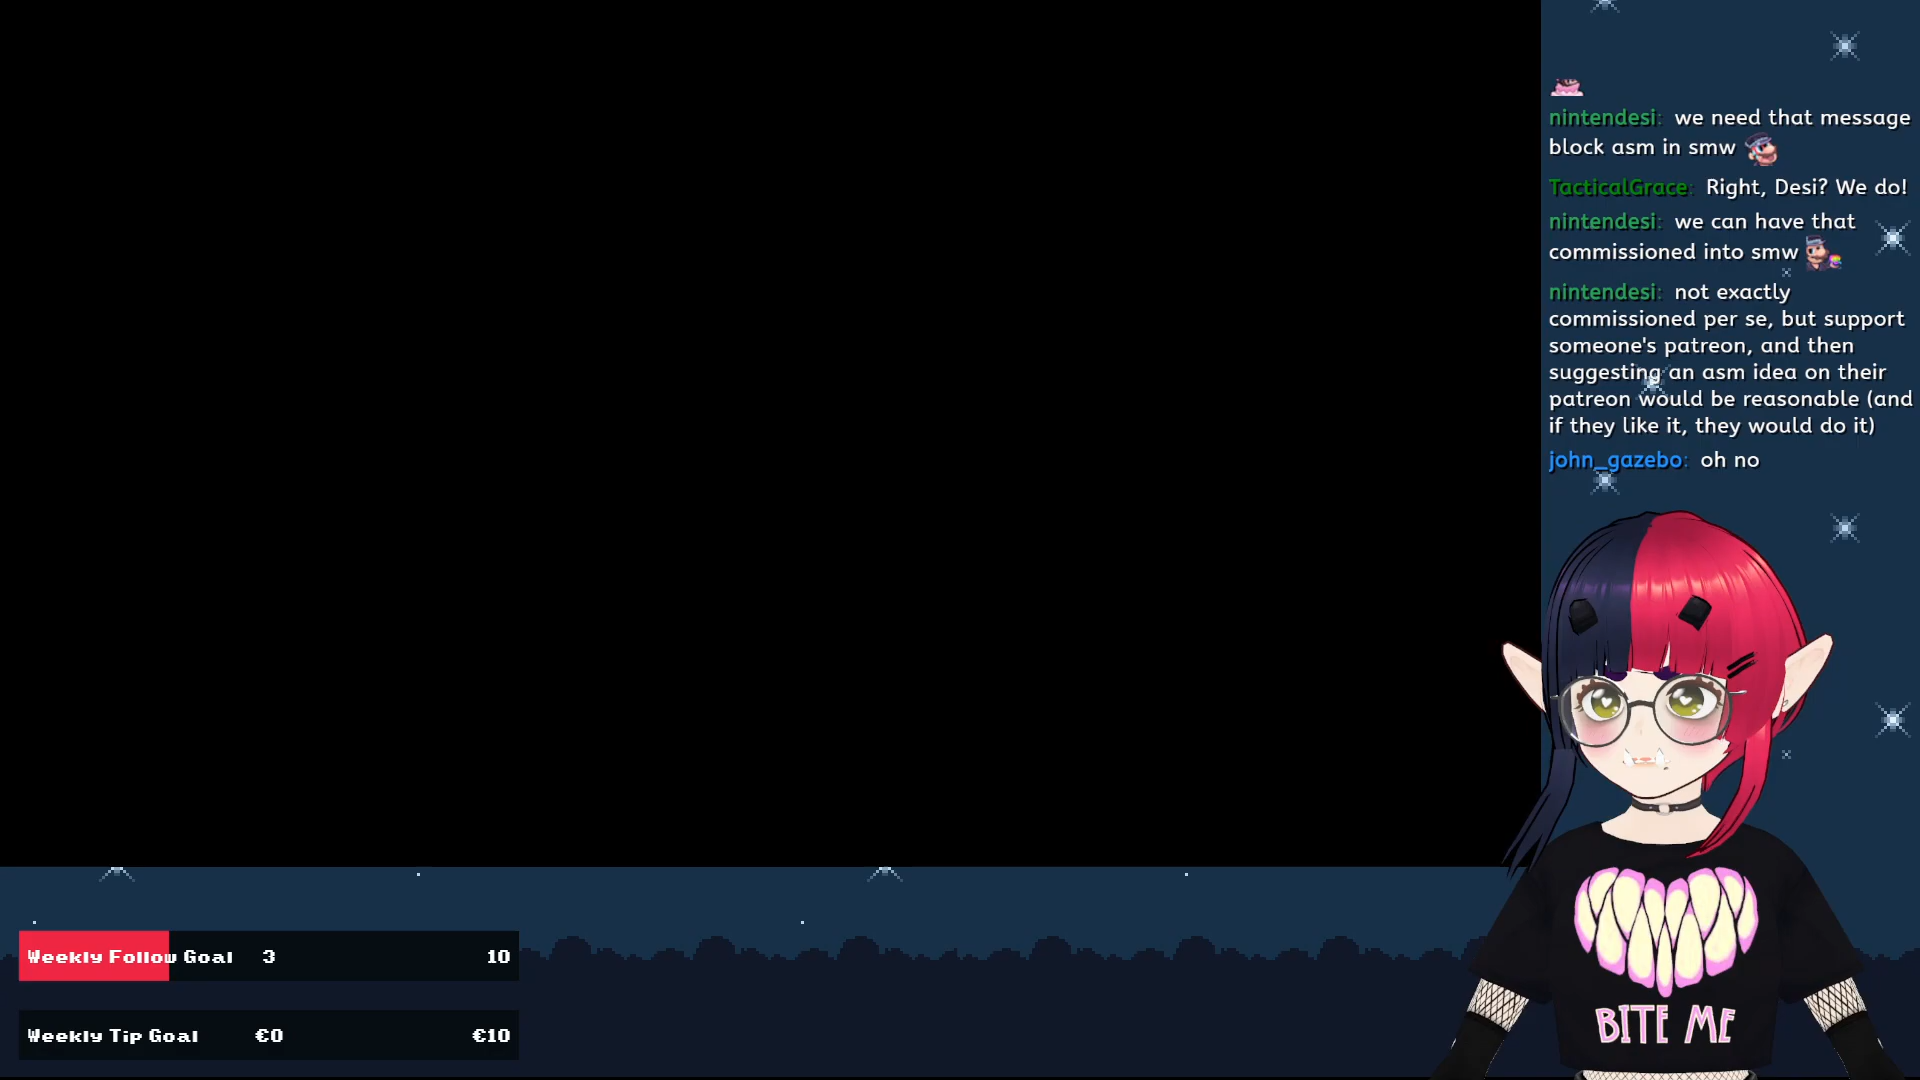 nintendesi: we need that message
block asm in smw
TacticalGrace: Right, Desi? We do!
nintendesi: we can have that
commissioned into smw
nintendesi: not exactly
commissioned per se, but support
someone's patreon, and then
suggesting an asm idea on their
patreon would be reasonable (and
if they like it, they would do it)
john_gazebo: oh no
Weekly Follow Goal 3 10
Weekly Tip Goal €0 €10
BITE ME